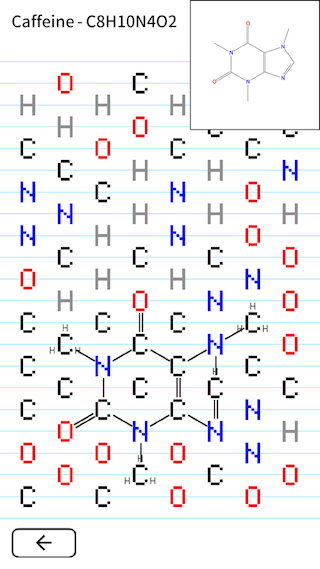 Caffeine - C8H10N4O2
O
N N
O N N
O C
H H H
H O
C O C C
C H H N
N C N O
N H H H
N H N O
C C C O
O H H N
H O N O
H
C C C H C H
H
H C H C N O
C N C C
H
C C C C
C C C N
O N N H
O O O N
H
O H C H C O
C C O O